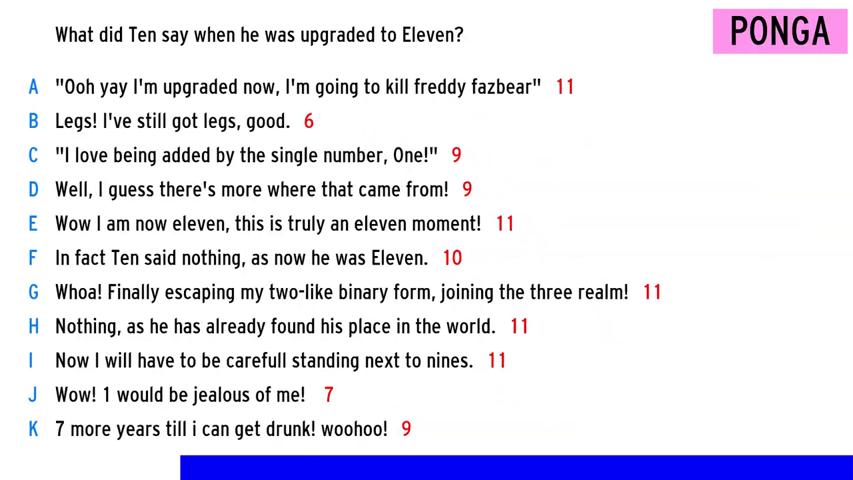 What did Ten say when he was upgraded to Eleven?
PONGA
A "Ooh yay I'm upgraded now, I'm going to kill freddy fazbear" 11
B Legs! I've still got legs, good. 6
C "I love being added by the single number, One!" 9
D Well, I guess there's more where that came from! 9
E Wow I am now eleven, this is truly an eleven moment! 11
F In fact Ten said nothing, as now he was Eleven. 10
G Whoa! Finally escaping my two-like binary form, joining the three realm! 11
H Nothing, as he has already found his place in the world. 11
I Now I will have to be carefull standing next to nines. 11
J Wow! 1 would be jealous of me! 7
K 7 more years till i can get drunk! woohoo! 9